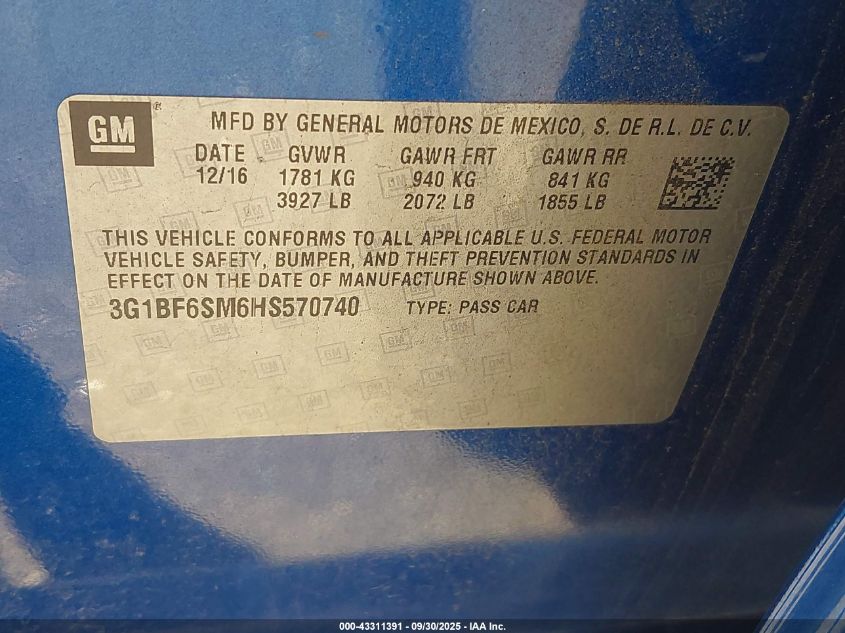 GM
MFD BY GENERAL MOTORS DE MEXICO, S. DE R.L. DE C.V.
DATE GVWR GAWR FRT GAWR RR
12/16 1781 KG 940 KG 841 KG
3927 LB 2072 LB 1855 LB
THIS VEHICLE CONFORMS TO ALL APPLICABLE U.S. FEDERAL MOTOR
VEHICLE SAFETY, BUMPER, AND THEFT PREVENTION STANDARDS IN
EFFECT ON THE DATE OF MANUFACTURE SHOWN ABOVE.
3G1BF6SM6HS570740 TYPE: PASS CAR
000-43311391 - 09/30/2025 - IAA Inc.